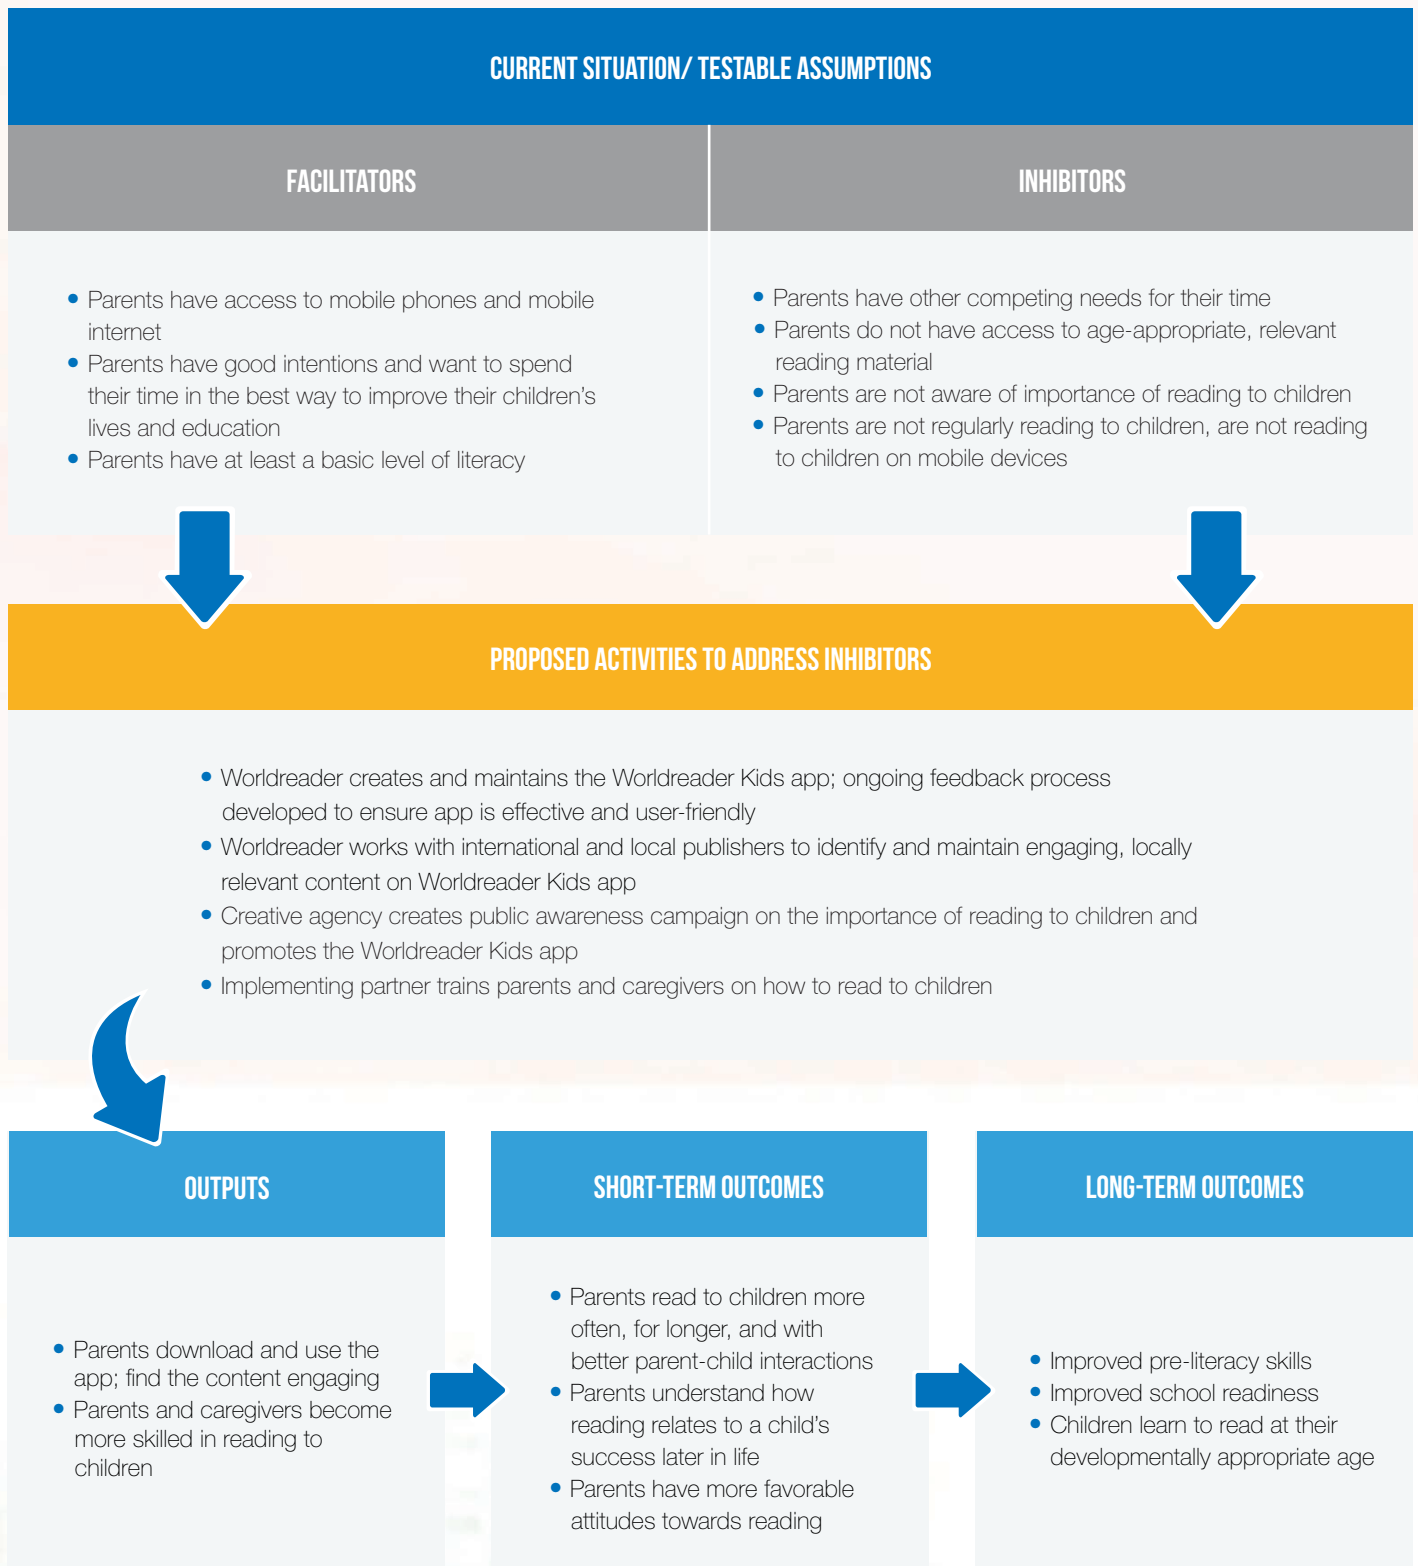 CURRENT SITUATION/ TESTABLE ASSUMPTIONS
FACILITATORS
• Parents have access to mobile phones and mobile
internet
• Parents have good intentions and want to spend
their time in the best way to improve their children’s
lives and education
• Parents have at least a basic level of literacy
INHIBITORS
• Parents have other competing needs for their time
• Parents do not have access to age-appropriate, relevant
reading material
• Parents are not aware of importance of reading to children
• Parents are not regularly reading to children, are not reading
to children on mobile devices
PROPOSED ACTIVITIES TO ADDRESS INHIBITORS
• Worldreader creates and maintains the Worldreader Kids app; ongoing feedback process
developed to ensure app is effective and user-friendly
• Worldreader works with international and local publishers to identify and maintain engaging, locally
relevant content on Worldreader Kids app
• Creative agency creates public awareness campaign on the importance of reading to children and
promotes the Worldreader Kids app
• Implementing partner trains parents and caregivers on how to read to children
OUTPUTS
• Parents download and use the
app; find the content engaging
• Parents and caregivers become
more skilled in reading to
children
SHORT-TERM OUTCOMES
• Parents read to children more
often, for longer, and with
better parent-child interactions
• Parents understand how
reading relates to a child’s
success later in life
• Parents have more favorable
attitudes towards reading
LONG-TERM OUTCOMES
• Improved pre-literacy skills
• Improved school readiness
• Children learn to read at their
developmentally appropriate age